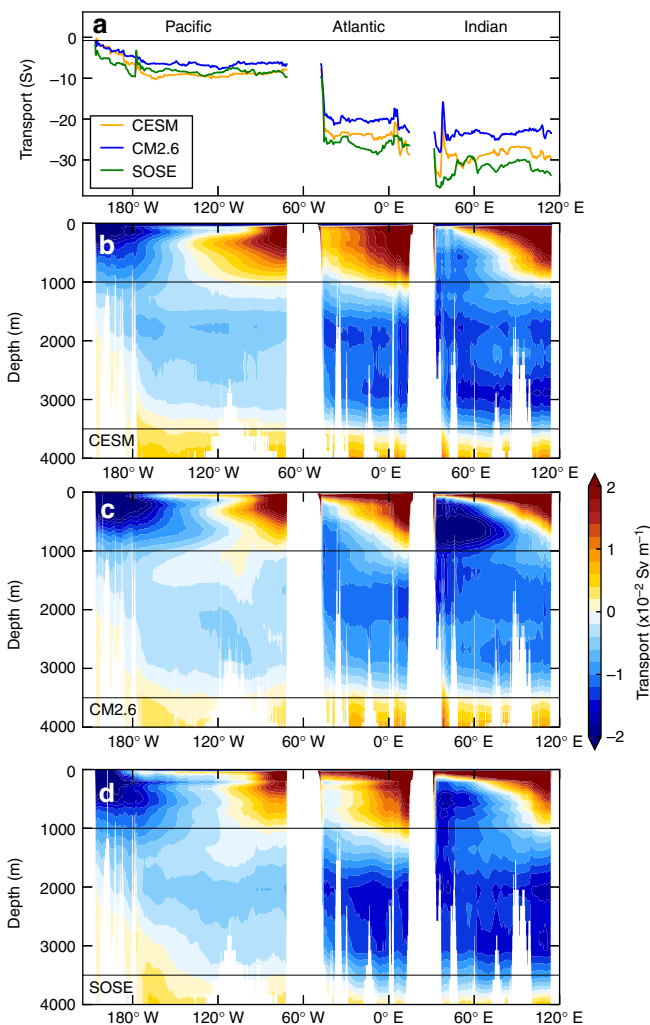 a
Pacific
Atlantic
Indian
Transport (Sv)
0
−10
−20
−30
CESM
CM2.6
SOSE
180° W
120° W
60° W
0° E
60° E
120° E
b
Depth (m)
0
1000
2000
3000
4000
CESM
180° W
120° W
60° W
0° E
60° E
120° E
c
Depth (m)
0
1000
2000
3000
4000
CM2.6
180° W
120° W
60° W
0° E
60° E
120° E
2
1
0
−1
−2
Transport (x10⁻² Sv m⁻¹)
d
Depth (m)
0
1000
2000
3000
4000
SOSE
180° W
120° W
60° W
0° E
60° E
120° E